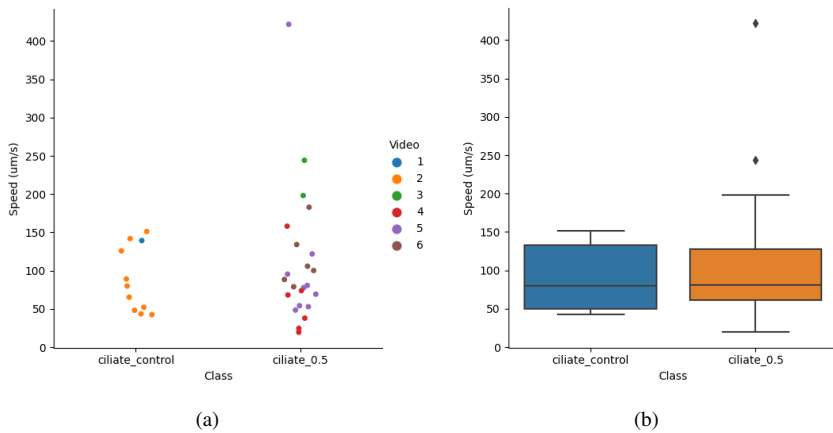 400
350
300
250
200
150
100
50
0
Speed (um/s)
ciliate_control
ciliate_0.5
Class
Video
1
2
3
4
5
6
(a)
400
350
300
250
200
150
100
50
0
Speed (um/s)
ciliate_control
ciliate_0.5
Class
(b)